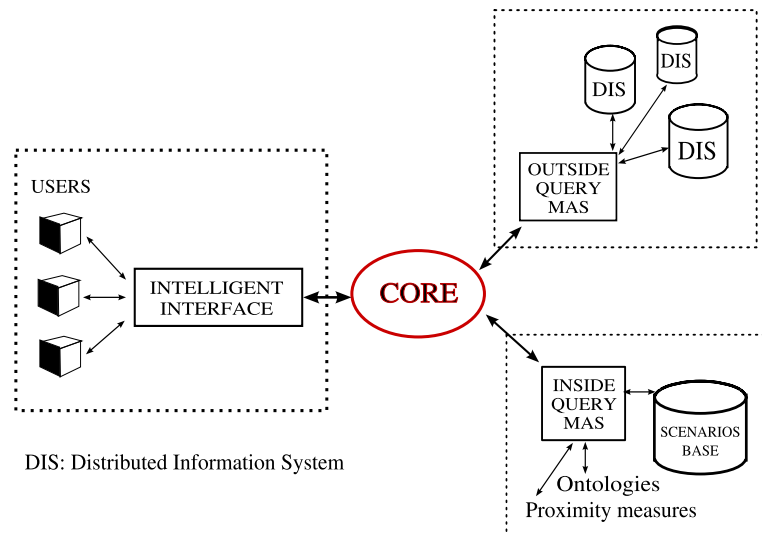 USERS
INTELLIGENT
INTERFACE
CORE
DIS
DIS
DIS
OUTSIDE
QUERY
MAS
INSIDE
QUERY
MAS
SCENARIOS
BASE
Ontologies
Proximity measures
DIS: Distributed Information System